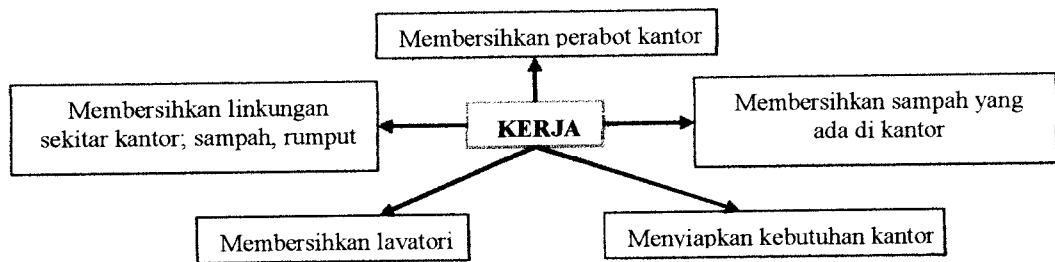 Membersihkan perabot kantor
Membersihkan linkungan
sekitar kantor; sampah, rumput
KERJA
Membersihkan sampah yang
ada di kantor
Membersihkan lavatori
Menyiapkan kebutuhan kantor